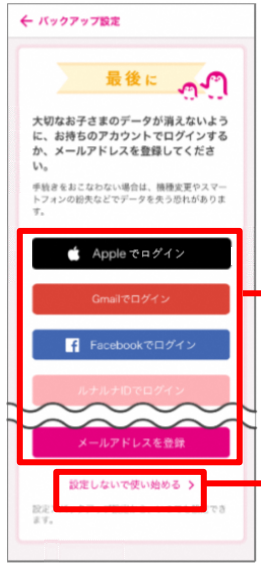 ← バックアップ設定
最後に
大切なお子さまのデータが消えないよう
に、お持ちのアカウントでログインする
か、メールアドレスを登録してくださ
い。
手続きをおこなわない場合は、機種変更やスマー
トフォンの紛失などでデータを失う恐れがありま
す。
Appleでログイン
Gmailでログイン
Facebookでログイン
ルナルナIDでログイン
メールアドレスを登録
設定しないで使い始める >
設定
でき
ます。